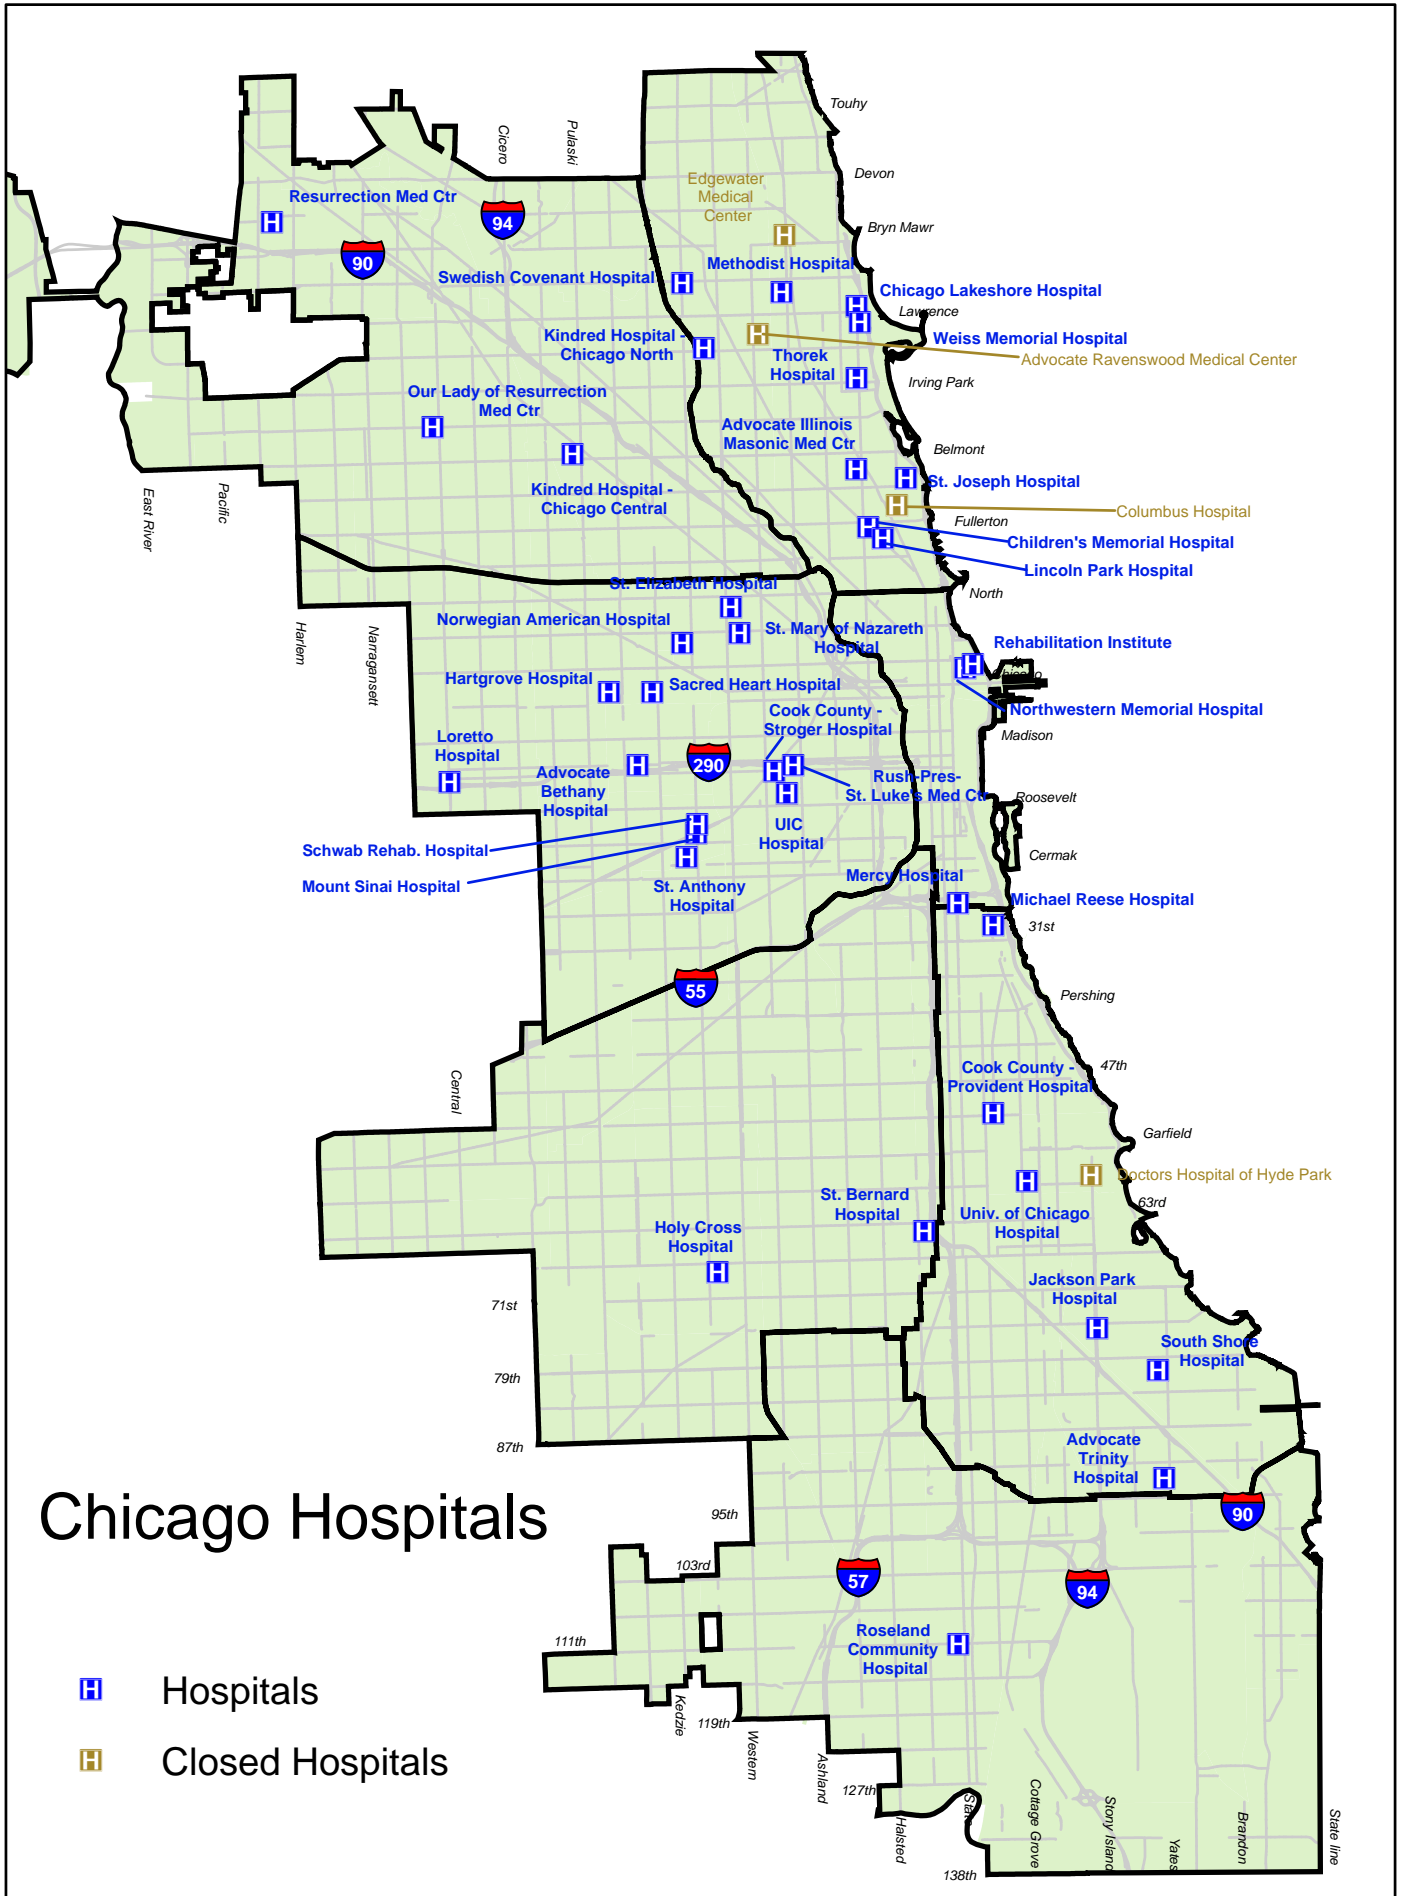 Touhy
Cicero
Pulaski
Devon
Edgewater
Medical
Center
Resurrection Med Ctr
94
Bryn Mawr
90
Methodist Hospital
Swedish Covenant Hospital
H
Chicago Lakeshore Hospital
Lawrence
Weiss Memorial Hospital
Kindred Hospital -
Chicago North
Advocate Ravenswood Medical Center
Thorek
Hospital
Irving Park
Our Lady of Resurrection
Med Ctr
Advocate Illinois
Masonic Med Ctr
Belmont
St. Joseph Hospital
Kindred Hospital -
Chicago Central
East River
Pacific
Columbus Hospital
Fullerton
Children's Memorial Hospital
Lincoln Park Hospital
St. Elizabeth Hospital
North
Norwegian American Hospital
St. Mary of Nazareth
Hospital
Harlem
Narragansett
Rehabilitation Institute
Chicago
Hartgrove Hospital
Sacred Heart Hospital
Northwestern Memorial Hospital
Cook County -
Stroger Hospital
Madison
Loretto
Hospital
290
Advocate
Bethany
Hospital
Rush-Pres-
St. Luke's Med Ctr
Roosevelt
UIC
Hospital
Schwab Rehab. Hospital
Cermak
Mount Sinai Hospital
St. Anthony
Hospital
Mercy Hospital
Michael Reese Hospital
31st
55
Pershing
Central
Cook County -
Provident Hospital
47th
Garfield
Doctors Hospital of Hyde Park
63rd
St. Bernard
Hospital
Univ. of Chicago
Hospital
Holy Cross
Hospital
Jackson Park
Hospital
71st
South Shore
Hospital
79th
87th
Advocate
Trinity
Hospital
Chicago Hospitals
95th
90
103rd
57
94
111th
Roseland
Community
Hospital
H Hospitals
Kedzie
119th
Western
Ashland
H Closed Hospitals
127th
Halsted
State
Cottage Grove
Stony Island
Yates
Brandon
State line
138th